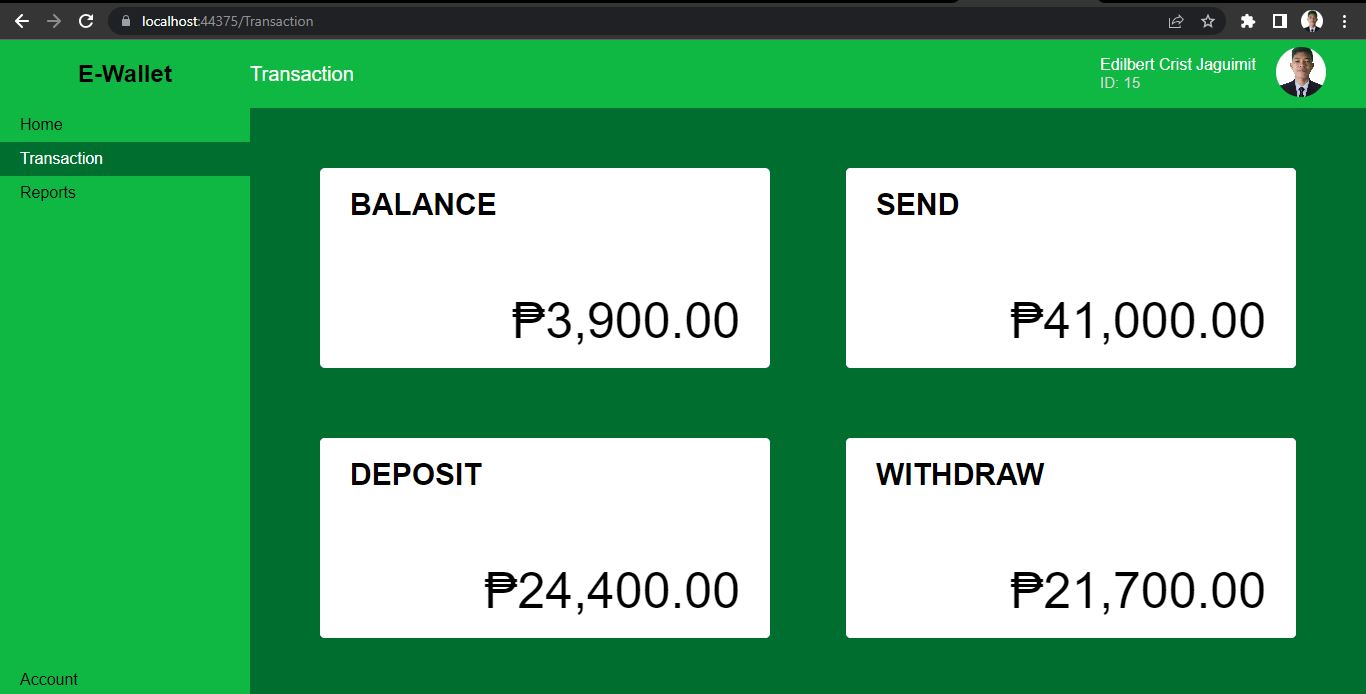 localhost:44375/Transaction
E-Wallet
Transaction
Edilbert Crist Jaguimit
ID: 15
Home
Transaction
Reports
BALANCE
₱3,900.00
SEND
₱41,000.00
DEPOSIT
₱24,400.00
WITHDRAW
₱21,700.00
Account